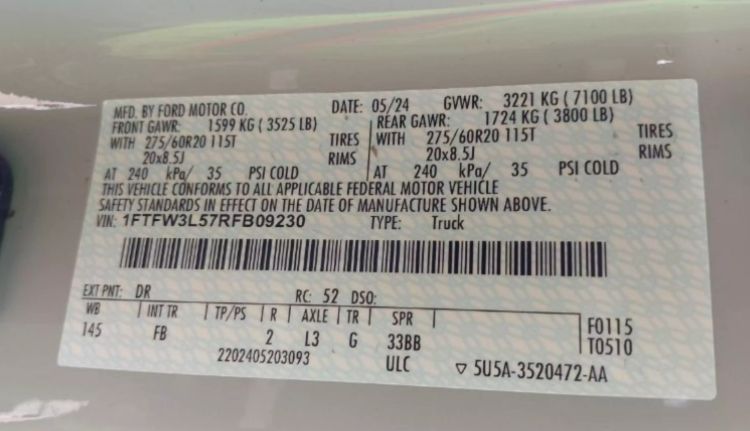 MFD. BY FORD MOTOR CO. DATE: 05/24 GVWR: 3221 KG ( 7100 LB)
FRONT GAWR: 1599 KG ( 3525 LB) REAR GAWR: 1724 KG ( 3800 LB)
WITH 275/60R20 115T TIRES WITH 275/60R20 115T TIRES
20x8.5J RIMS 20x8.5J RIMS
AT 240 kPa/ 35 PSI COLD AT 240 kPa/ 35 PSI COLD
THIS VEHICLE CONFORMS TO ALL APPLICABLE FEDERAL MOTOR VEHICLE
SAFETY STANDARDS IN EFFECT ON THE DATE OF MANUFACTURE SHOWN ABOVE.
VIN: 1FTFW3L57RFB09230 TYPE: Truck
EXT PNT: DR RC: 52 DSO:
WB INT TR TP/PS R AXLE TR SPR F0115
145 FB 2 L3 G 33BB T0510
2202405203093 ULC ▽ 5U5A-3520472-AA